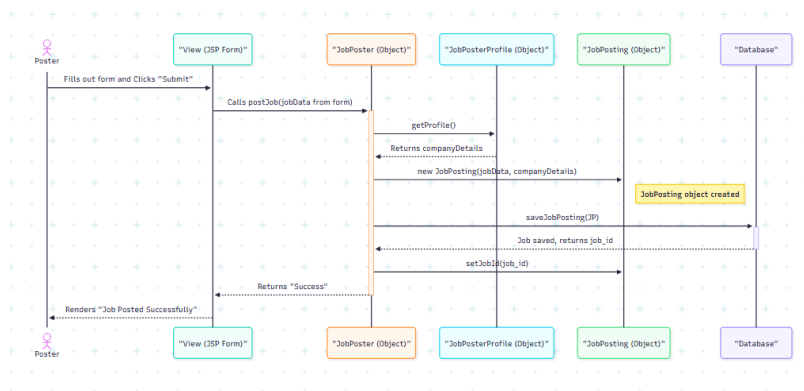 "View (JSP Form)"
"JobPoster (Object)"
"JobPosterProfile (Object)"
"JobPosting (Object)"
"Database"
Poster
Fills out form and Clicks "Submit"
Calls postJob(jobData from form)
getProfile()
Returns companyDetails
new JobPosting(jobData, companyDetails)
JobPosting object created
saveJobPosting(JP)
Job saved, returns job_id
setJobId(job_id)
Returns "Success"
Renders "Job Posted Successfully"
"View (JSP Form)"
"JobPoster (Object)"
"JobPosterProfile (Object)"
"JobPosting (Object)"
"Database"
Poster